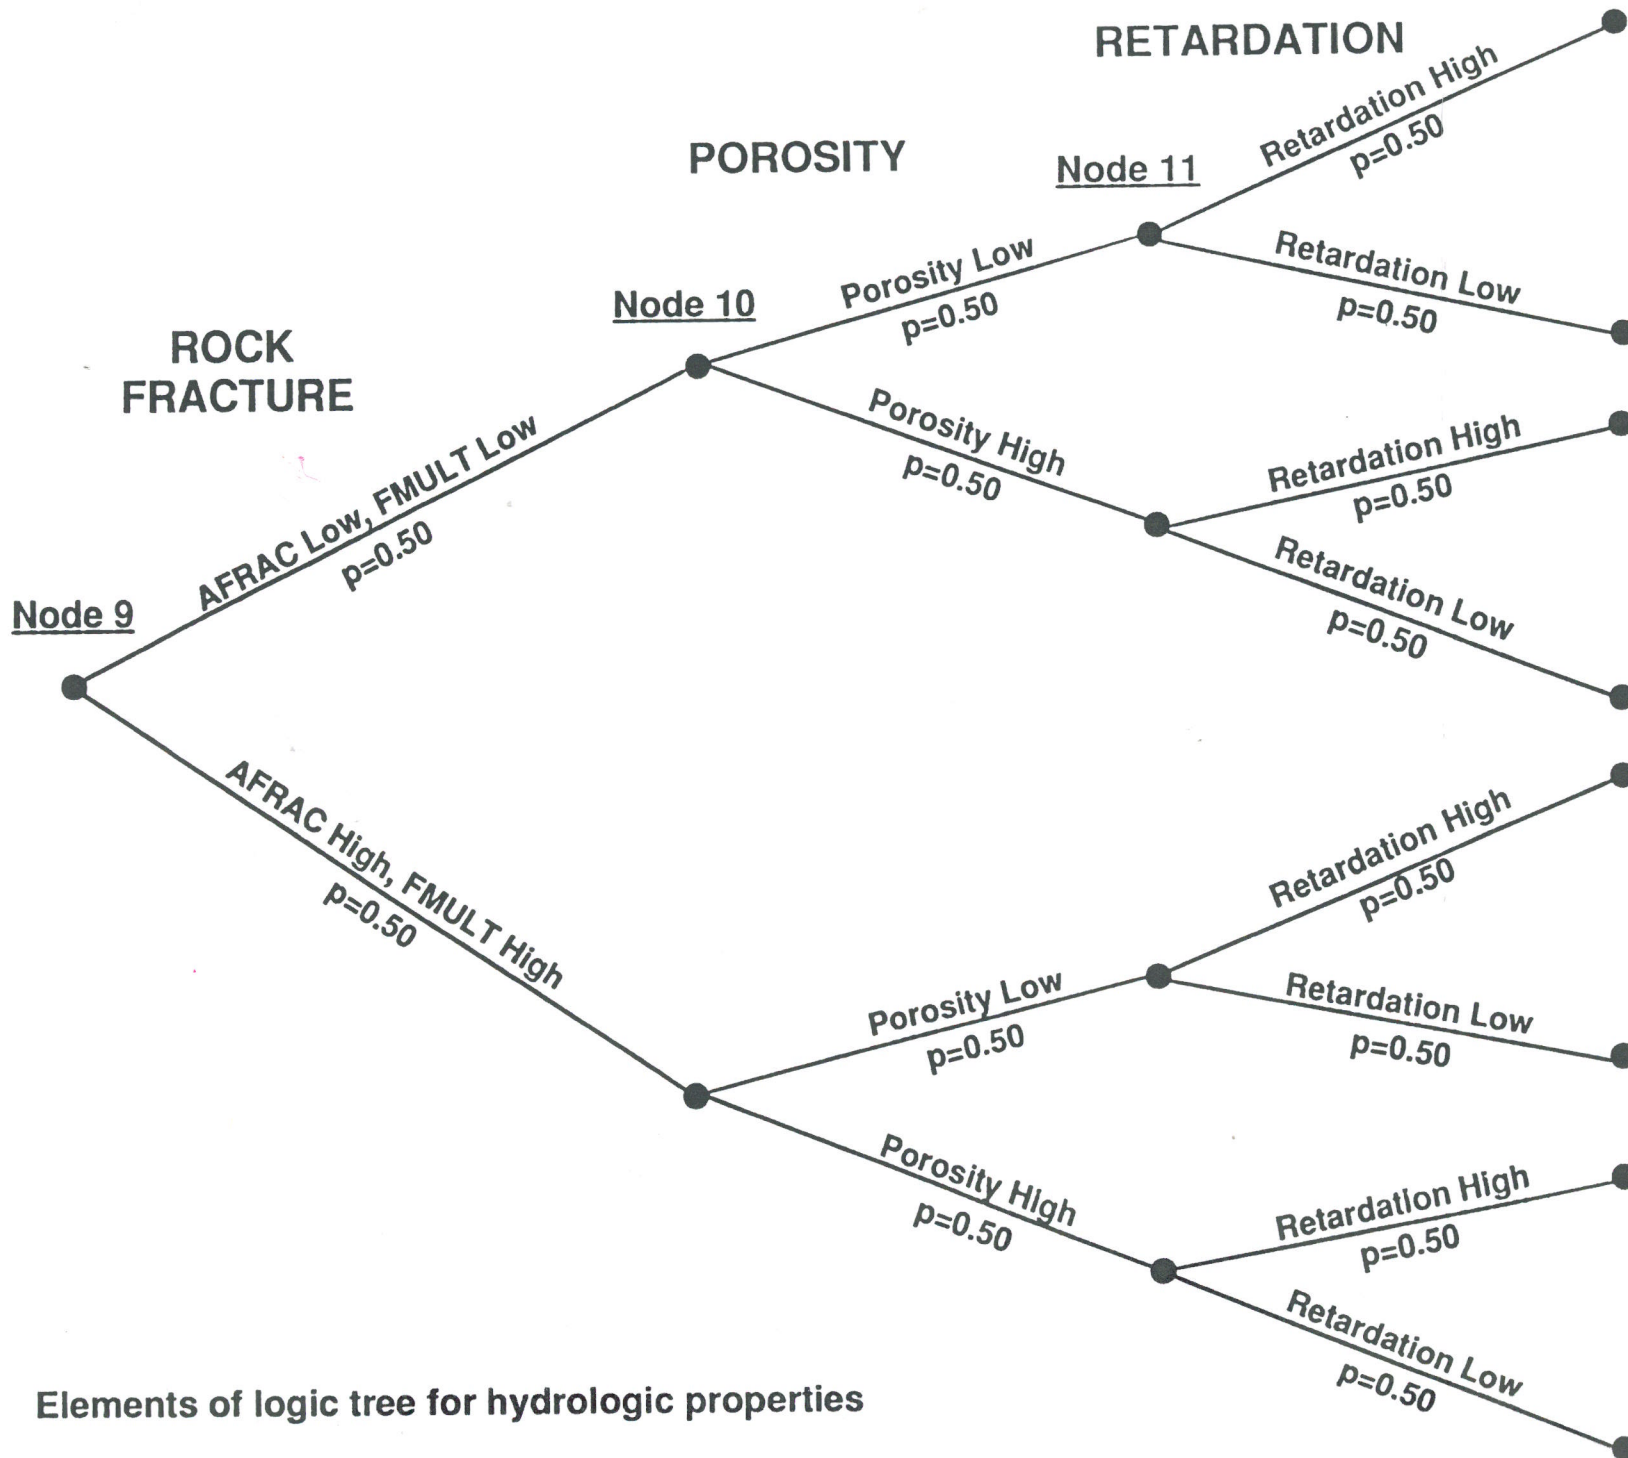 RETARDATION
Retardation High
p=0.50
POROSITY
Node 11
Retardation Low
p=0.50
Porosity Low
p=0.50
Node 10
ROCK
FRACTURE
Porosity High
p=0.50
Retardation High
p=0.50
AFRAC Low, FMULT Low
p=0.50
Retardation Low
p=0.50
Node 9
AFRAC High, FMULT High
p=0.50
Retardation High
p=0.50
Porosity Low
p=0.50
Retardation Low
p=0.50
Porosity High
p=0.50
Retardation High
p=0.50
Retardation Low
p=0.50
Elements of logic tree for hydrologic properties